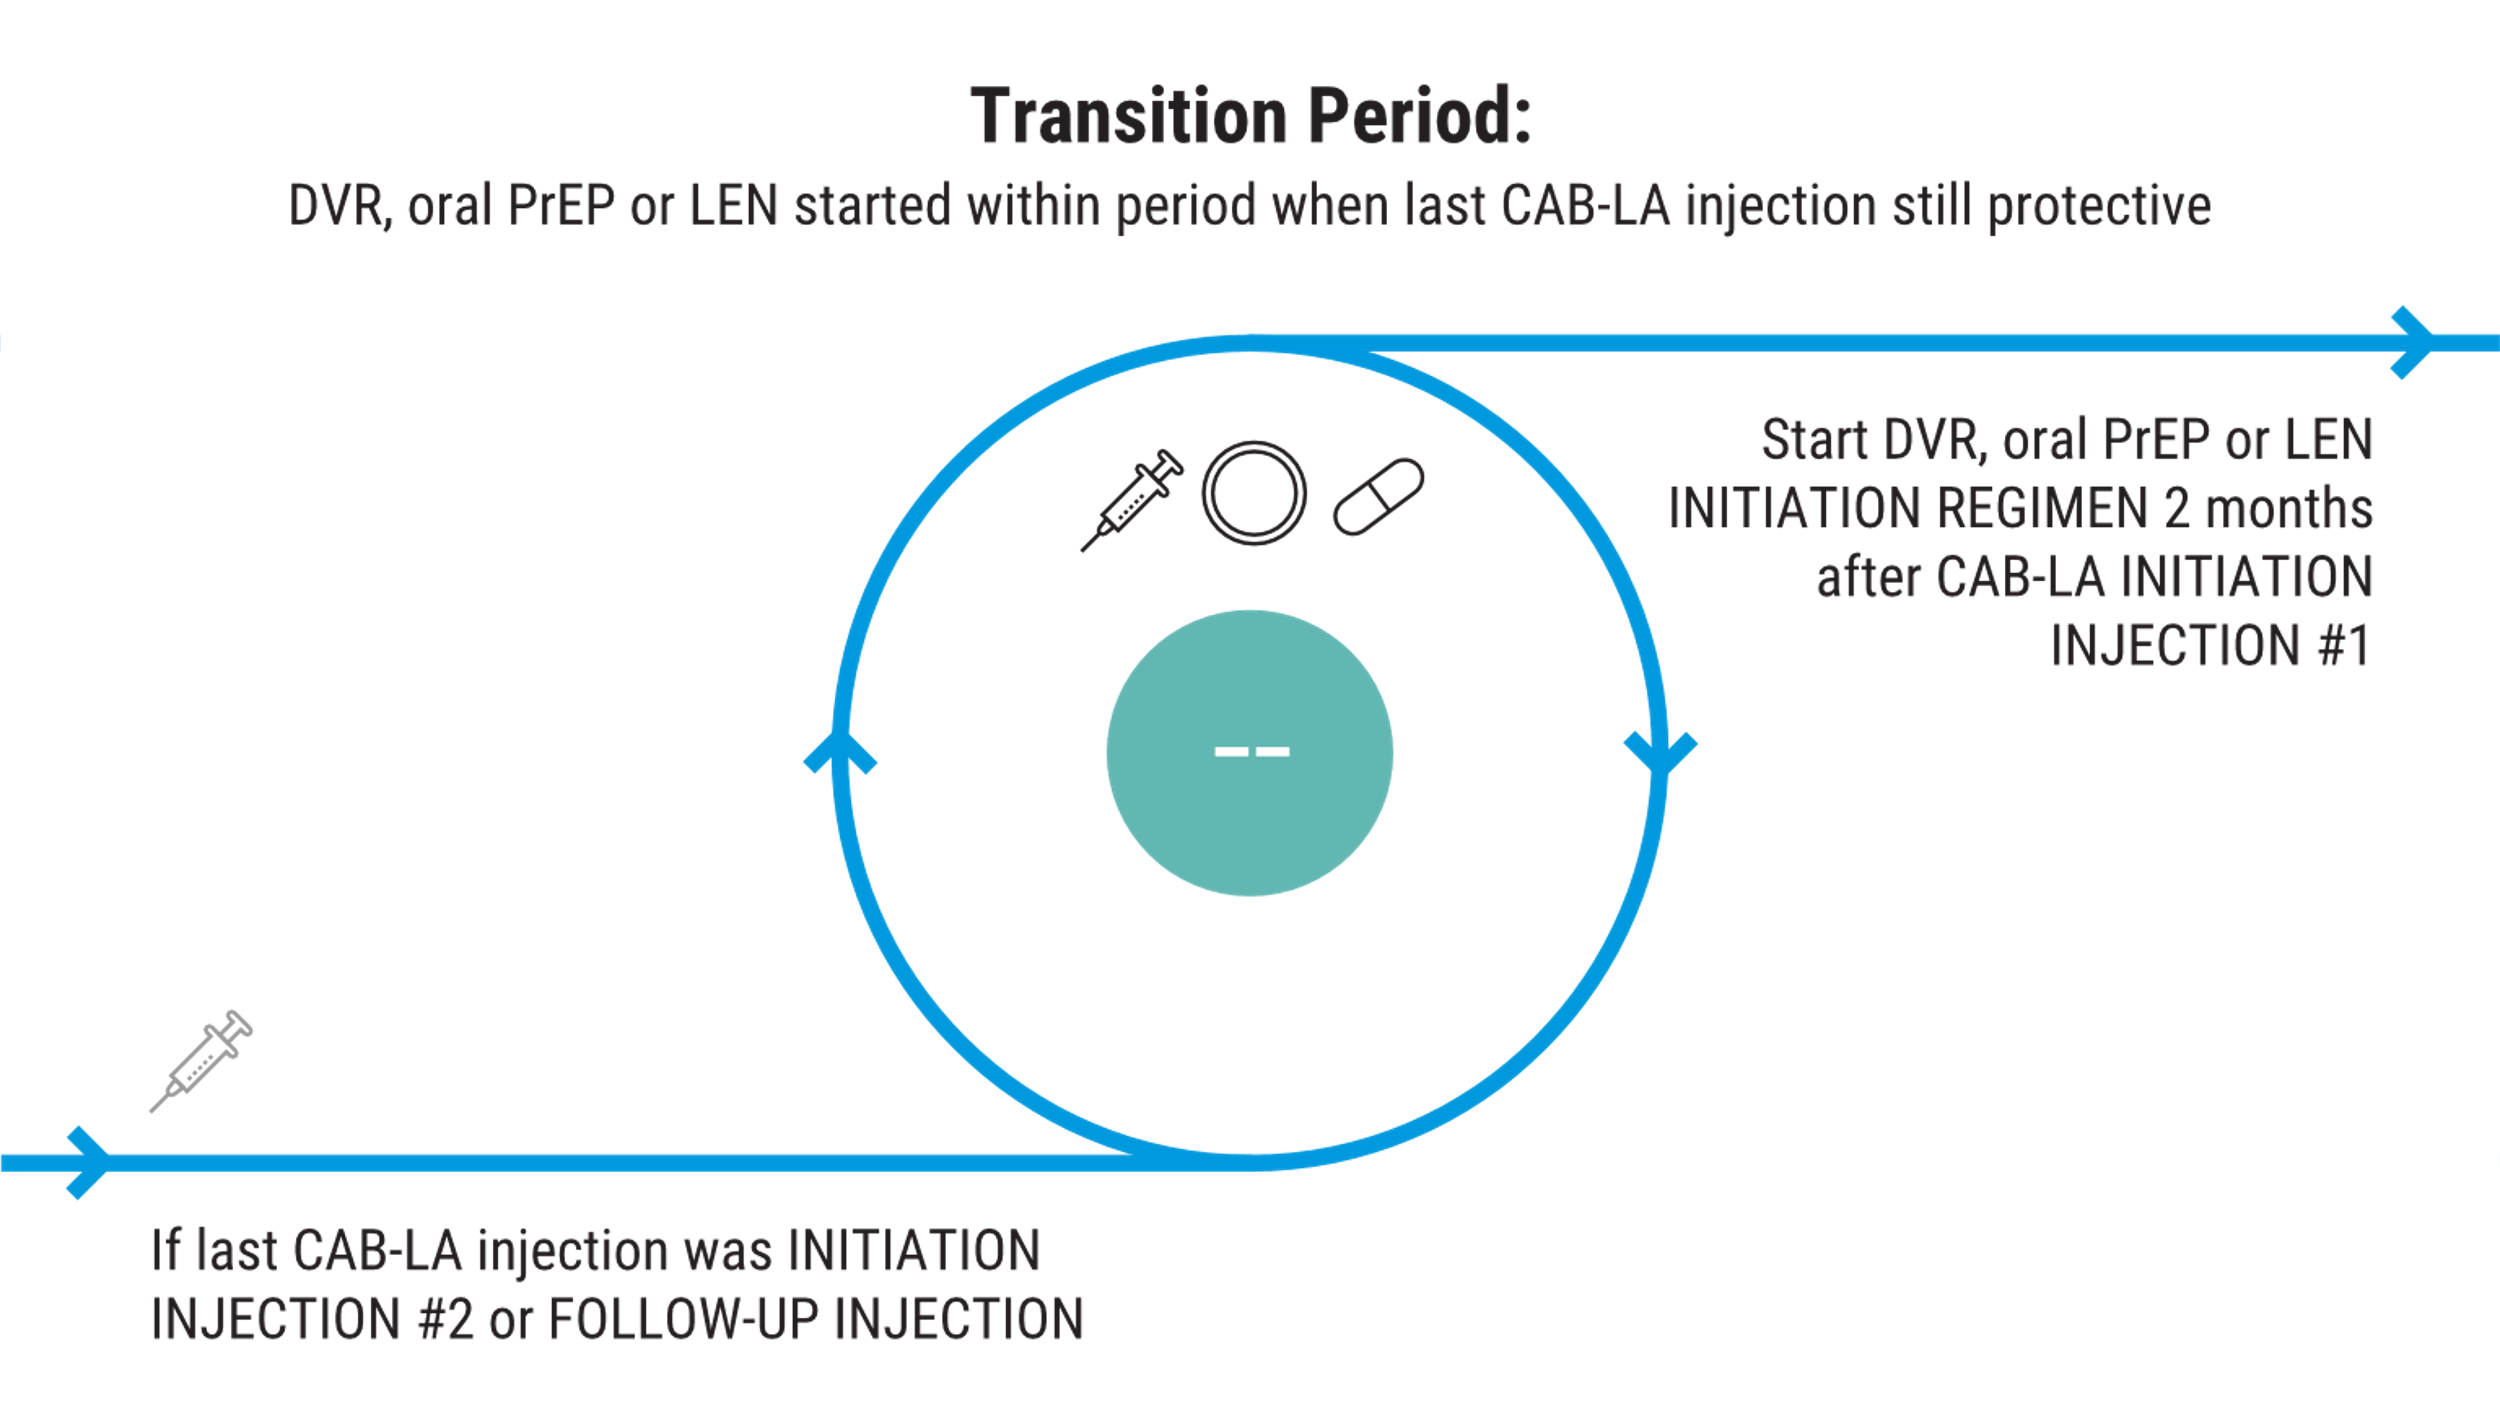 Transition Period:
DVR, oral PrEP or LEN started within period when last CAB-LA injection still protective
Start DVR, oral PrEP or LEN
INITIATION REGIMEN 2 months
after CAB-LA INITIATION
INJECTION #1
--
If last CAB-LA injection was INITIATION
INJECTION #2 or FOLLOW-UP INJECTION